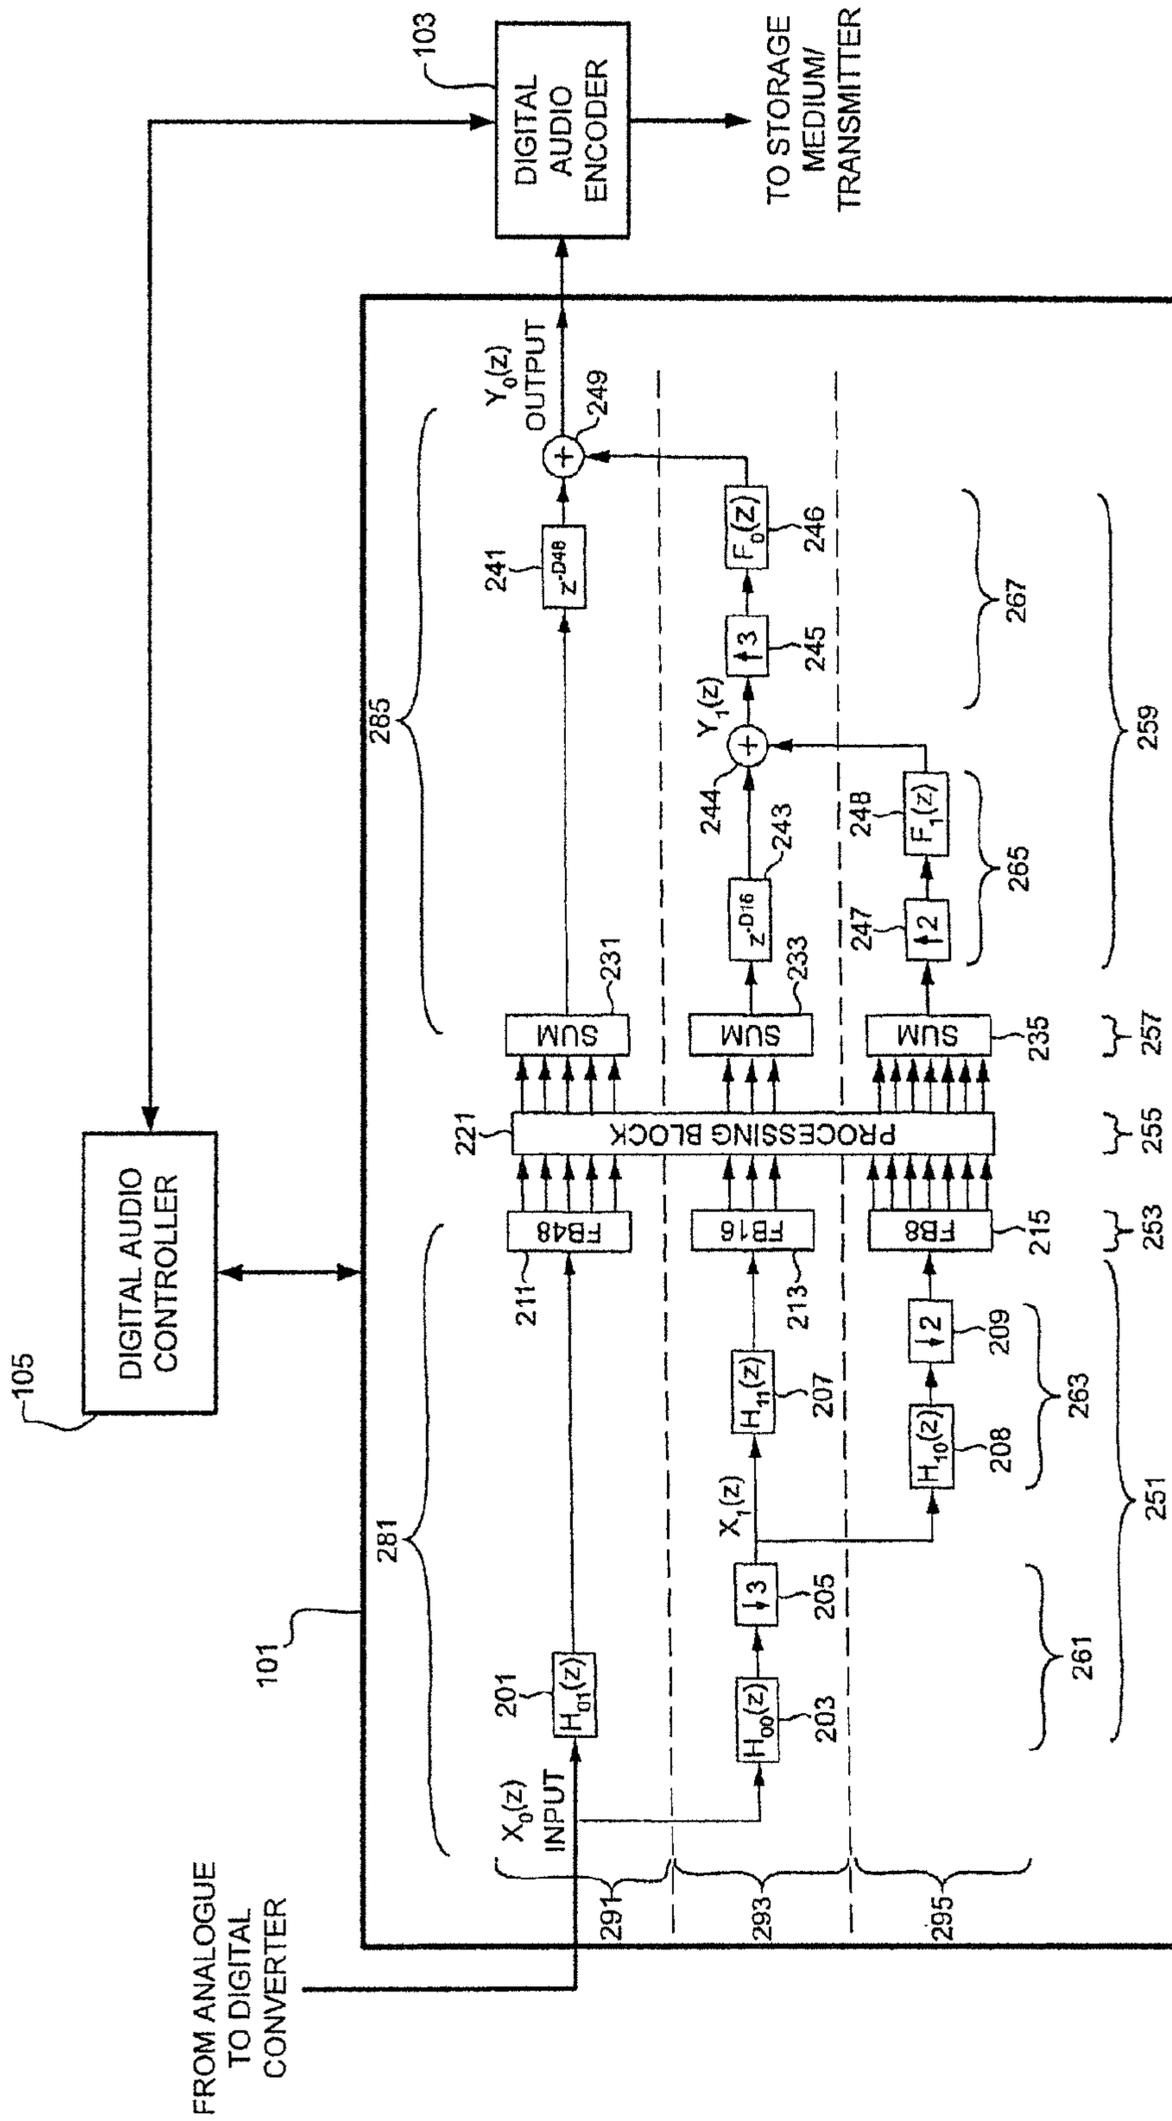 FROM ANALOGUE
TO DIGITAL
CONVERTER
105
DIGITAL AUDIO
CONTROLLER
103
DIGITAL
AUDIO
ENCODER
TO STORAGE
MEDIUM/
TRANSMITTER
101
281
285
X₀(z)
INPUT
201
H₀₁(z)
211
FB48
221
PROCESSING BLOCK
SUM
231
241
z^-D48
Y₀(z)
OUTPUT
+
249
291
H₀₀(z)
203
↓3
205
X₁(z)
H₁₁(z)
207
FB16
213
SUM
233
z^-D16
243
244
+
Y₁(z)
↑3
245
F₀(z)
246
293
H₁₀(z)
208
↓2
209
FB8
215
SUM
235
247
↑2
248
F₁(z)
295
261
263
265
267
251
253
255
257
259